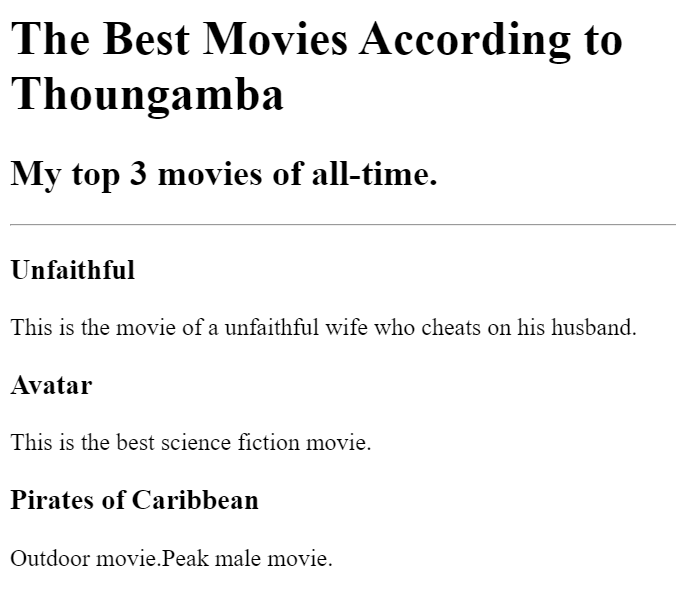 The Best Movies According to
Thoungamba
My top 3 movies of all-time.
Unfaithful
This is the movie of a unfaithful wife who cheats on his husband.
Avatar
This is the best science fiction movie.
Pirates of Caribbean
Outdoor movie.Peak male movie.